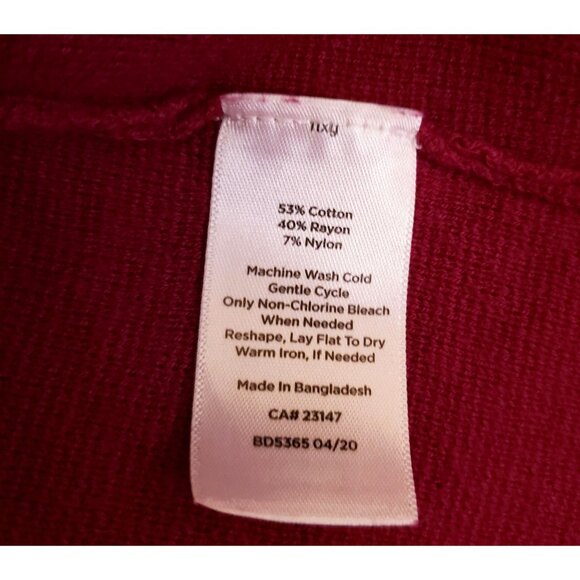 53% Cotton
40% Rayon
7% Nylon
Machine Wash Cold
Gentle Cycle
Only Non-Chlorine Bleach
When Needed
Reshape, Lay Flat To Dry
Warm Iron, If Needed
Made In Bangladesh
CA# 23147
BD5365 04/20